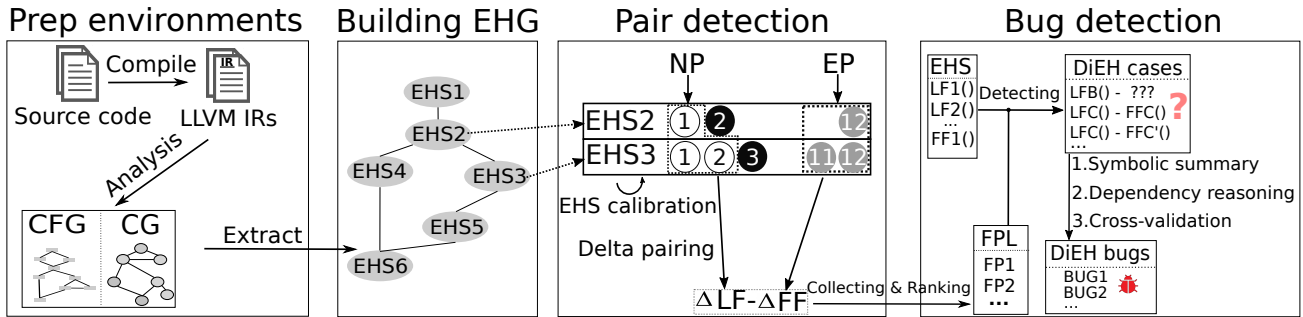 Prep environments
Compile
IR
Source code
LLVM IRs
Analysis
CFG
CG
Extract
Building EHG
EHS1
EHS2
EHS4
EHS3
EHS5
EHS6
Pair detection
NP
EP
EHS2
1
2
12
EHS3
1
2
3
11
12
EHS calibration
Delta pairing
ΔLF-ΔFF
Collecting & Ranking
Bug detection
EHS
LF1()
LF2()
...
FF1()
Detecting
DiEH cases
LFB() - ???
LFC() - FFC()
LFC() - FFC'()
...
?
1.Symbolic summary
2.Dependency reasoning
3.Cross-validation
FPL
FP1
FP2
...
DiEH bugs
BUG1
BUG2
...